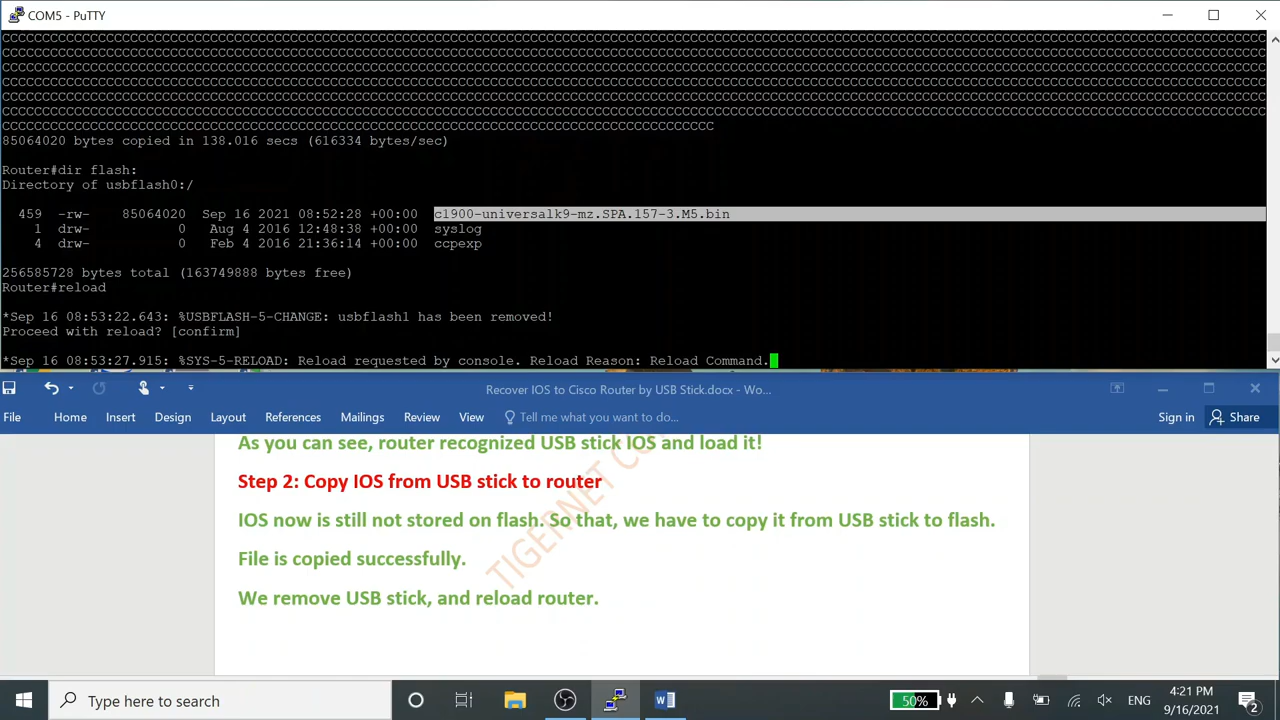 COM5 - PuTTY
CCCCCCCCCCCCCCCCCCCCCCCCCCCCCCCCCCCCCCCCCCCCCCCCCCCCCCCCCCCCCCCCCCCCCCCCCCC
85064020 bytes copied in 138.016 secs (616334 bytes/sec)
Router#dir flash:
Directory of usbflash0:/
459 -rw- 85064020 Sep 16 2021 08:52:28 +00:00 c1900-universalk9-mz.SPA.157-3.M5.bin
1 drw- 0 Aug 4 2016 12:48:38 +00:00 syslog
4 drw- 0 Feb 4 2016 21:36:14 +00:00 ccpexp
256585728 bytes total (163749888 bytes free)
Router#reload
*Sep 16 08:53:22.643: %USBFLASH-5-CHANGE: usbflash1 has been removed!
Proceed with reload? [confirm]
*Sep 16 08:53:27.915: %SYS-5-RELOAD: Reload requested by console. Reload Reason: Reload Command.
Recover IOS to Cisco Router by USB Stick.docx - Wo...
File Home Insert Design Layout References Mailings Review View Tell me what you want to do... Sign in Share
As you can see, router recognized USB stick IOS and load it!
Step 2: Copy IOS from USB stick to router
IOS now is still not stored on flash. So that, we have to copy it from USB stick to flash.
File is copied successfully.
We remove USB stick, and reload router.
TIGERNET CO
Type here to search
50%
ENG
4:21 PM
9/16/2021
2